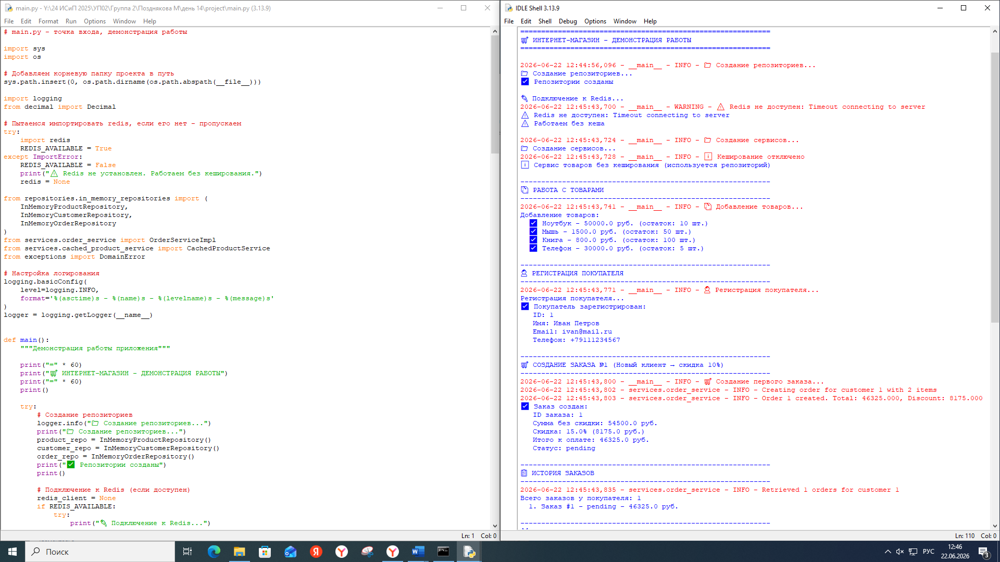 main.py - Y:\24 ИСиП 2025\УП02\Группа 2\Позднякова М\день 14\project\main.py (3.13.9)
File Edit Format Run Options Window Help
# main.py - точка входа, демонстрация работы
import sys
import os
# Добавляем корневую папку проекта в путь
sys.path.insert(0, os.path.dirname(os.path.abspath(__file__)))
import logging
from decimal import Decimal
# Пытаемся импортировать redis, если его нет - пропускаем
try:
    import redis
    REDIS_AVAILABLE = True
except ImportError:
    REDIS_AVAILABLE = False
    print("⚠ Redis не установлен. Работаем без кеширования.")
    redis = None
from repositories.in_memory_repositories import (
    InMemoryProductRepository,
    InMemoryCustomerRepository,
    InMemoryOrderRepository
)
from services.order_service import OrderServiceImpl
from services.cached_product_service import CachedProductService
from exceptions import DomainError
# Настройка логирования
logging.basicConfig(
    level=logging.INFO,
    format='%(asctime)s - %(name)s - %(levelname)s - %(message)s'
)
logger = logging.getLogger(__name__)
def main():
    """Демонстрация работы приложения"""
    print("=" * 60)
    print("🛒 ИНТЕРНЕТ-МАГАЗИН - ДЕМОНСТРАЦИЯ РАБОТЫ")
    print("=" * 60)
    print()
    try:
        # Создание репозиториев
        logger.info("📁 Создание репозиториев...")
        print("📁 Создание репозиториев...")
        product_repo = InMemoryProductRepository()
        customer_repo = InMemoryCustomerRepository()
        order_repo = InMemoryOrderRepository()
        print("✅ Репозитории созданы")
        print()
        # Подключение к Redis (если доступен)
        redis_client = None
        if REDIS_AVAILABLE:
            try:
                print("🔌 Подключение к Redis...")
Ln: 1 Col: 0
IDLE Shell 3.13.9
File Edit Shell Debug Options Window Help
============================================================
🛒 ИНТЕРНЕТ-МАГАЗИН - ДЕМОНСТРАЦИЯ РАБОТЫ
============================================================
2026-06-22 12:44:56,096 - __main__ - INFO - 📁 Создание репозиториев...
📁 Создание репозиториев...
✅ Репозитории созданы
🔌 Подключение к Redis...
2026-06-22 12:45:43,700 - __main__ - WARNING - ⚠ Redis не доступен: Timeout connecting to server
⚠ Redis не доступен: Timeout connecting to server
⚠ Работаем без кеша
2026-06-22 12:45:43,724 - __main__ - INFO - 📁 Создание сервисов...
📁 Создание сервисов...
2026-06-22 12:45:43,728 - __main__ - INFO - ℹ Кеширование отключено
ℹ Сервис товаров без кеширования (используется репозиторий)
------------------------------------------------------------
РАБОТА С ТОВАРАМИ
------------------------------------------------------------
2026-06-22 12:45:43,741 - __main__ - INFO - Добавление товаров...
Добавление товаров:
✅ Ноутбук - 50000.0 руб. (остаток: 10 шт.)
✅ Мышь - 1500.0 руб. (остаток: 50 шт.)
✅ Книга - 800.0 руб. (остаток: 100 шт.)
✅ Телефон - 30000.0 руб. (остаток: 5 шт.)
------------------------------------------------------------
👤 РЕГИСТРАЦИЯ ПОКУПАТЕЛЯ
------------------------------------------------------------
2026-06-22 12:45:43,771 - __main__ - INFO - 👤 Регистрация покупателя...
Регистрация покупателя...
✅ Покупатель зарегистрирован:
ID: 1
Имя: Иван Петров
Email: ivan@mail.ru
Телефон: +79111234567
------------------------------------------------------------
🛒 СОЗДАНИЕ ЗАКАЗА №1 (Новый клиент → скидка 10%)
------------------------------------------------------------
2026-06-22 12:45:43,800 - __main__ - INFO - 🛒 Создание первого заказа...
2026-06-22 12:45:43,802 - services.order_service - INFO - Creating order for customer 1 with 2 items
2026-06-22 12:45:43,803 - services.order_service - INFO - Order 1 created. Total: 46325.000, Discount: 8175.000
✅ Заказ создан:
ID заказа: 1
Сумма без скидки: 54500.0 руб.
Скидка: 15.0% (8175.0 руб.)
Итого к оплате: 46325.0 руб.
Статус: pending
------------------------------------------------------------
📋 ИСТОРИЯ ЗАКАЗОВ
------------------------------------------------------------
2026-06-22 12:45:43,835 - services.order_service - INFO - Retrieved 1 orders for customer 1
Всего заказов у покупателя: 1
1. Заказ #1 - pending - 46325.0 руб.
------------------------------------------------------------
Ln: 110 Col: 0
Поиск
РУС
12:46
22.06.2026
3